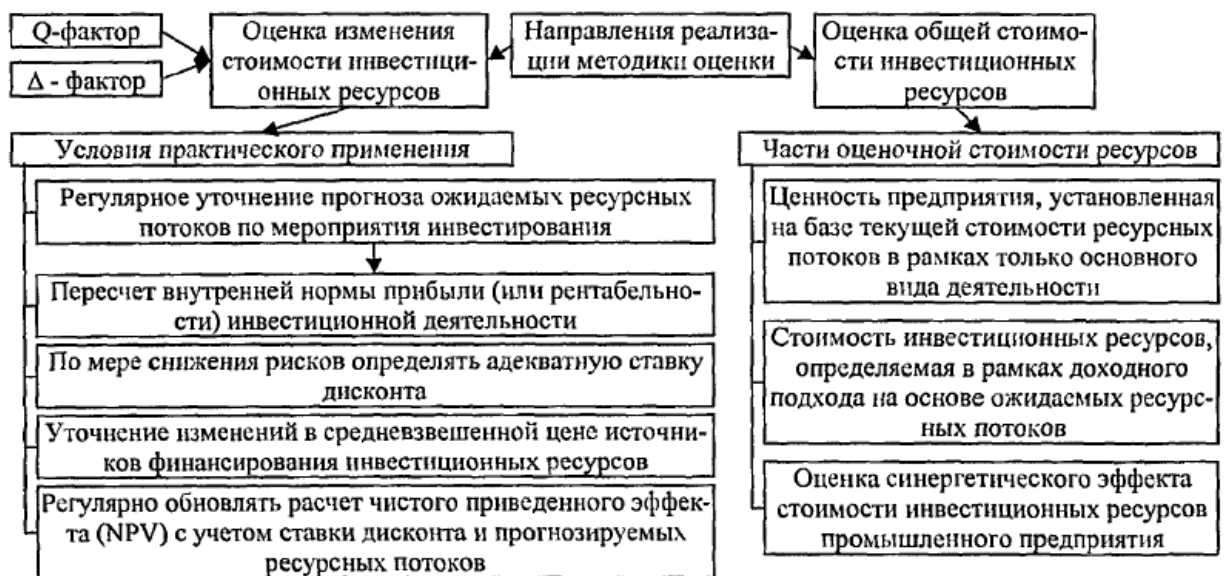 Q-фактор
Δ - фактор
Оценка изменения
стоимости инвестици-
онных ресурсов
Направления реализа-
ции методики оценки
Оценка общей стоимо-
сти инвестиционных
ресурсов
Условия практического применения
Регулярное уточнение прогноза ожидаемых ресурсных
потоков по мероприятия инвестирования
Пересчет внутренней нормы прибыли (или рентабельно-
сти) инвестиционной деятельности
По мере снижения рисков определять адекватную ставку
дисконта
Уточнение изменений в средневзвешенной цене источни-
ков финансирования инвестиционных ресурсов
Регулярно обновлять расчет чистого приведенного эффек-
та (NPV) с учетом ставки дисконта и прогнозируемых
ресурсных потоков
Части оценочной стоимости ресурсов
Ценность предприятия, установленная
на базе текущей стоимости ресурсных
потоков в рамках только основного
вида деятельности
Стоимость инвестиционных ресурсов,
определяемая в рамках доходного
подхода на основе ожидаемых ресурс-
ных потоков
Оценка синергетического эффекта
стоимости инвестиционных ресурсов
промышленного предприятия